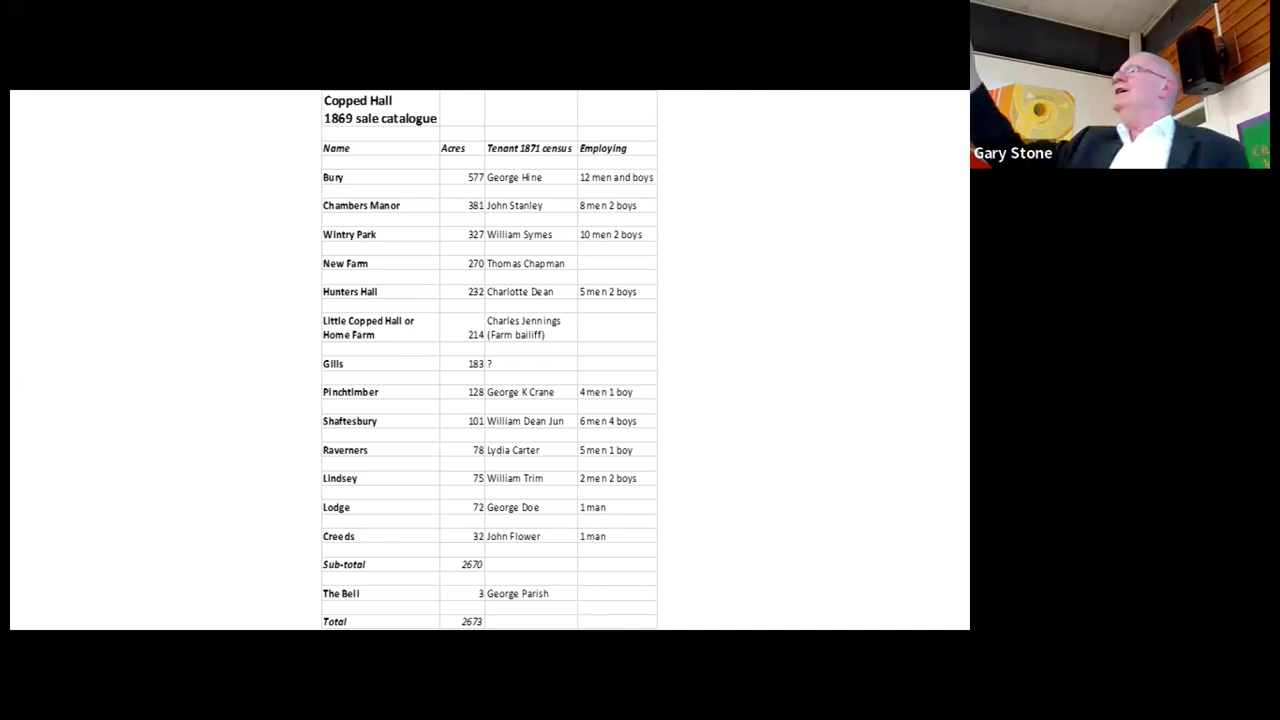 Copped Hall
1869 sale catalogue
Name Acres Tenant 1871 census Employing
Bury 577 George Hine 12 men and boys
Chambers Manor 381 John Stanley 8 men 2 boys
Wintry Park 327 William Symes 10 men 2 boys
New Farm 270 Thomas Chapman
Hunters Hall 232 Charlotte Dean 5 men 2 boys
Little Copped Hall or Charles Jennings
Home Farm 214 (Farm bailiff)
Gills 183 ?
Pinchtimber 128 George K Crane 4 men 1 boy
Shaftesbury 101 William Dean Jun 6 men 4 boys
Raverners 78 Lydia Carter 5 men 1 boy
Lindsey 75 William Trim 2 men 2 boys
Lodge 72 George Doe 1 man
Creeds 32 John Flower 1 man
Sub-total 2670
The Bell 3 George Parish
Total 2673
Gary Stone